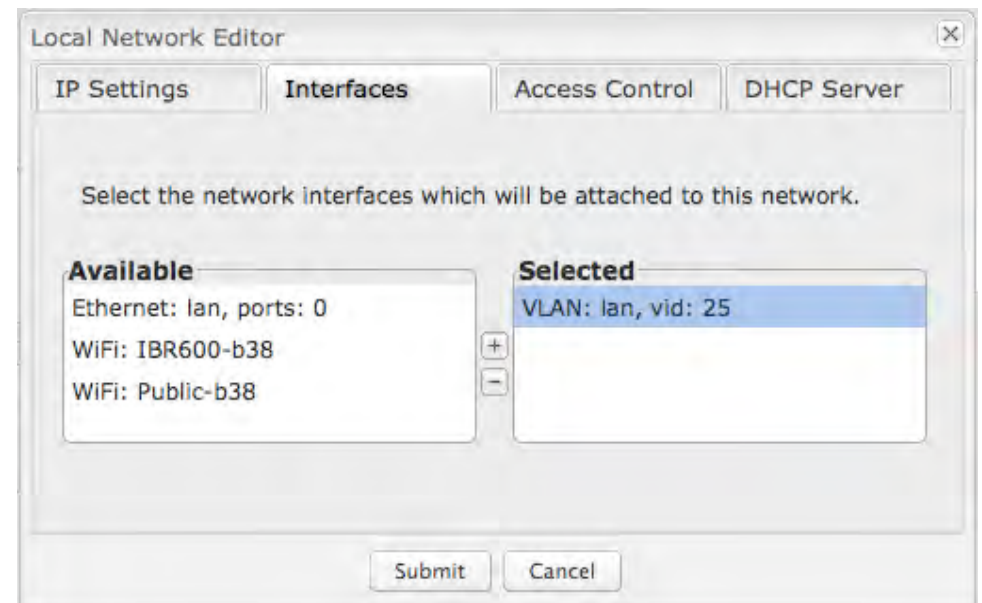 Local Network Editor
IP Settings
Interfaces
Access Control
DHCP Server
Select the network interfaces which will be attached to this network.
Available
Ethernet: lan, ports: 0
WiFi: IBR600-b38
WiFi: Public-b38
+
-
Selected
VLAN: lan, vid: 25
Submit
Cancel